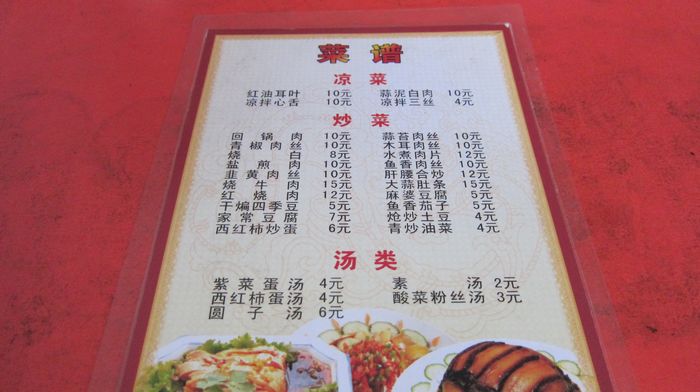 菜谱
凉菜
红油耳叶 10元 蒜泥白肉 10元
凉拌心舌 10元 凉拌三丝 4元
炒菜
回锅肉 10元 蒜苔肉丝 10元
青椒肉丝 10元 木耳肉丝 10元
烧白 8元 水煮肉片 12元
盐煎肉 10元 鱼香肉丝 10元
韭黄肉丝 10元 肝腰合炒 12元
烧牛肉 15元 大蒜肚条 15元
红烧肉 12元 麻婆豆腐 5元
干煸四季豆 5元 鱼香茄子 5元
家常豆腐 7元 炝炒土豆 4元
西红柿炒蛋 6元 青炒油菜 4元
汤类
紫菜蛋汤 4元 素汤 2元
西红柿蛋汤 4元 酸菜粉丝汤 3元
圆子汤 6元